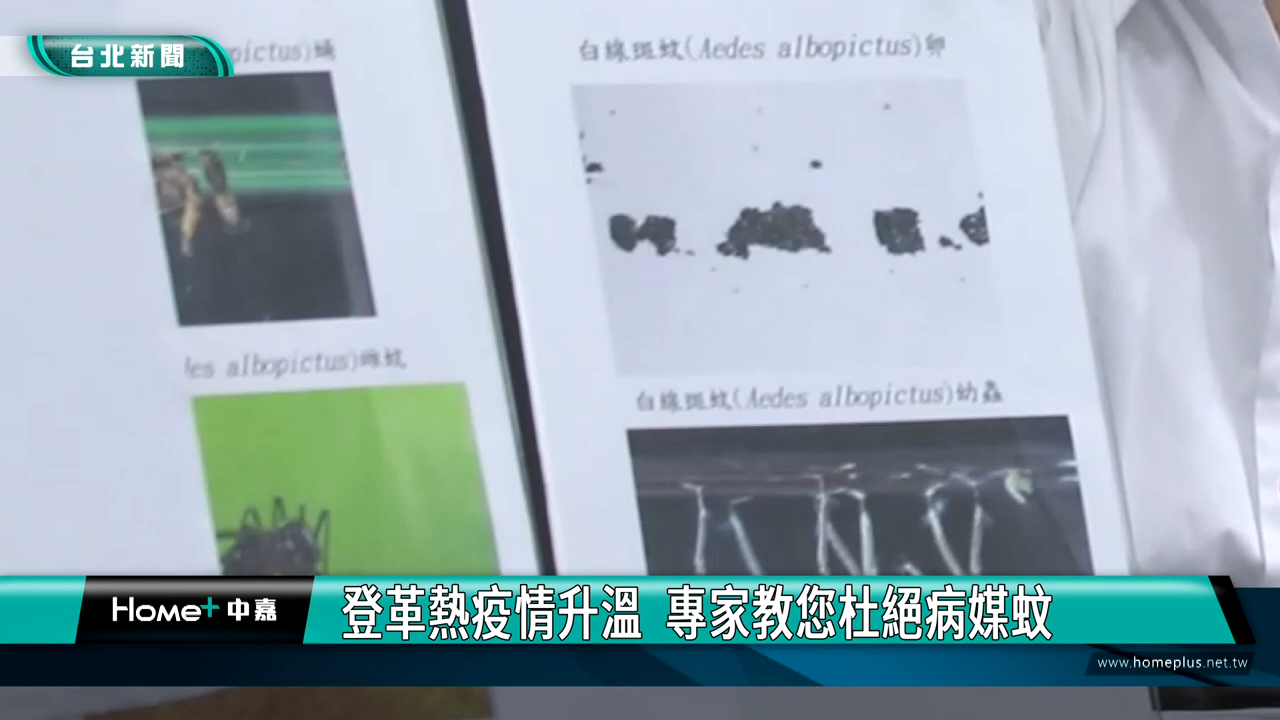 台北新聞
pictus)蛹
白線斑蚊(Aedes albopictus)卵
des albopictus)雌蚊
白線斑蚊(Aedes albopictus)幼蟲
Home+中嘉
登革熱疫情升溫 專家教您杜絕病媒蚊
www.homeplus.net.tw